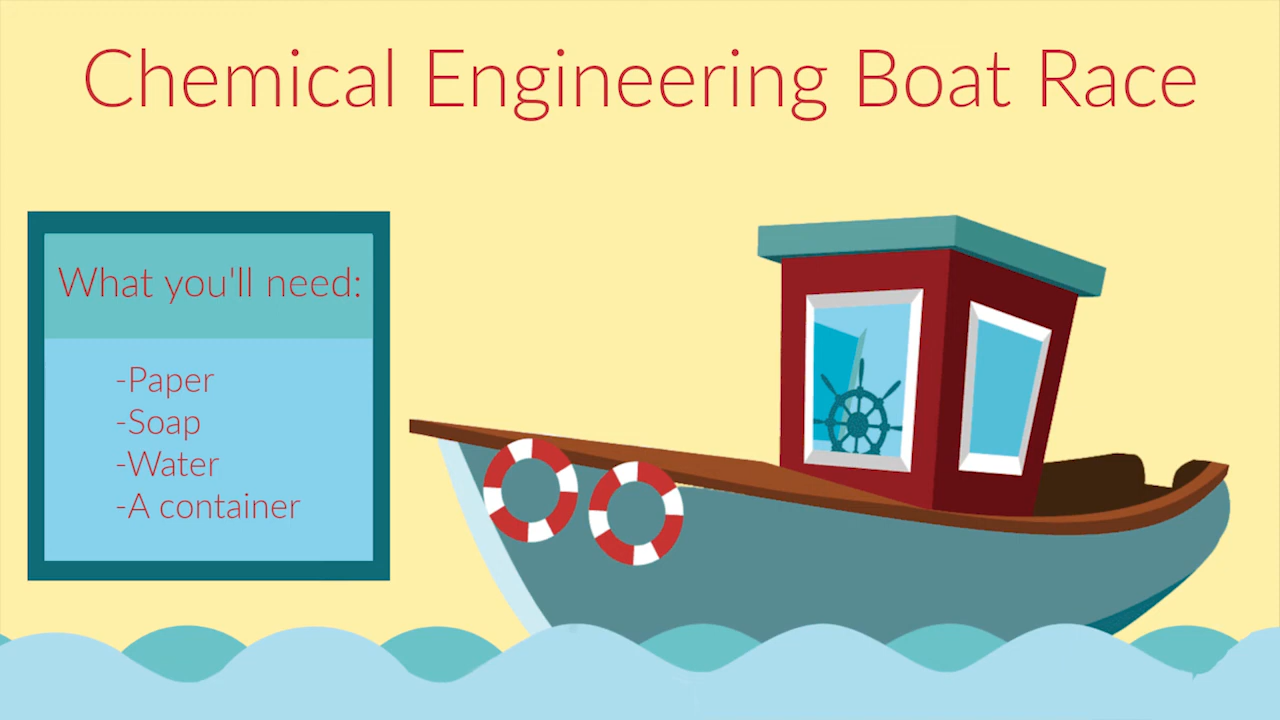 Chemical Engineering Boat Race
What you'll need:
-Paper
-Soap
-Water
-A container